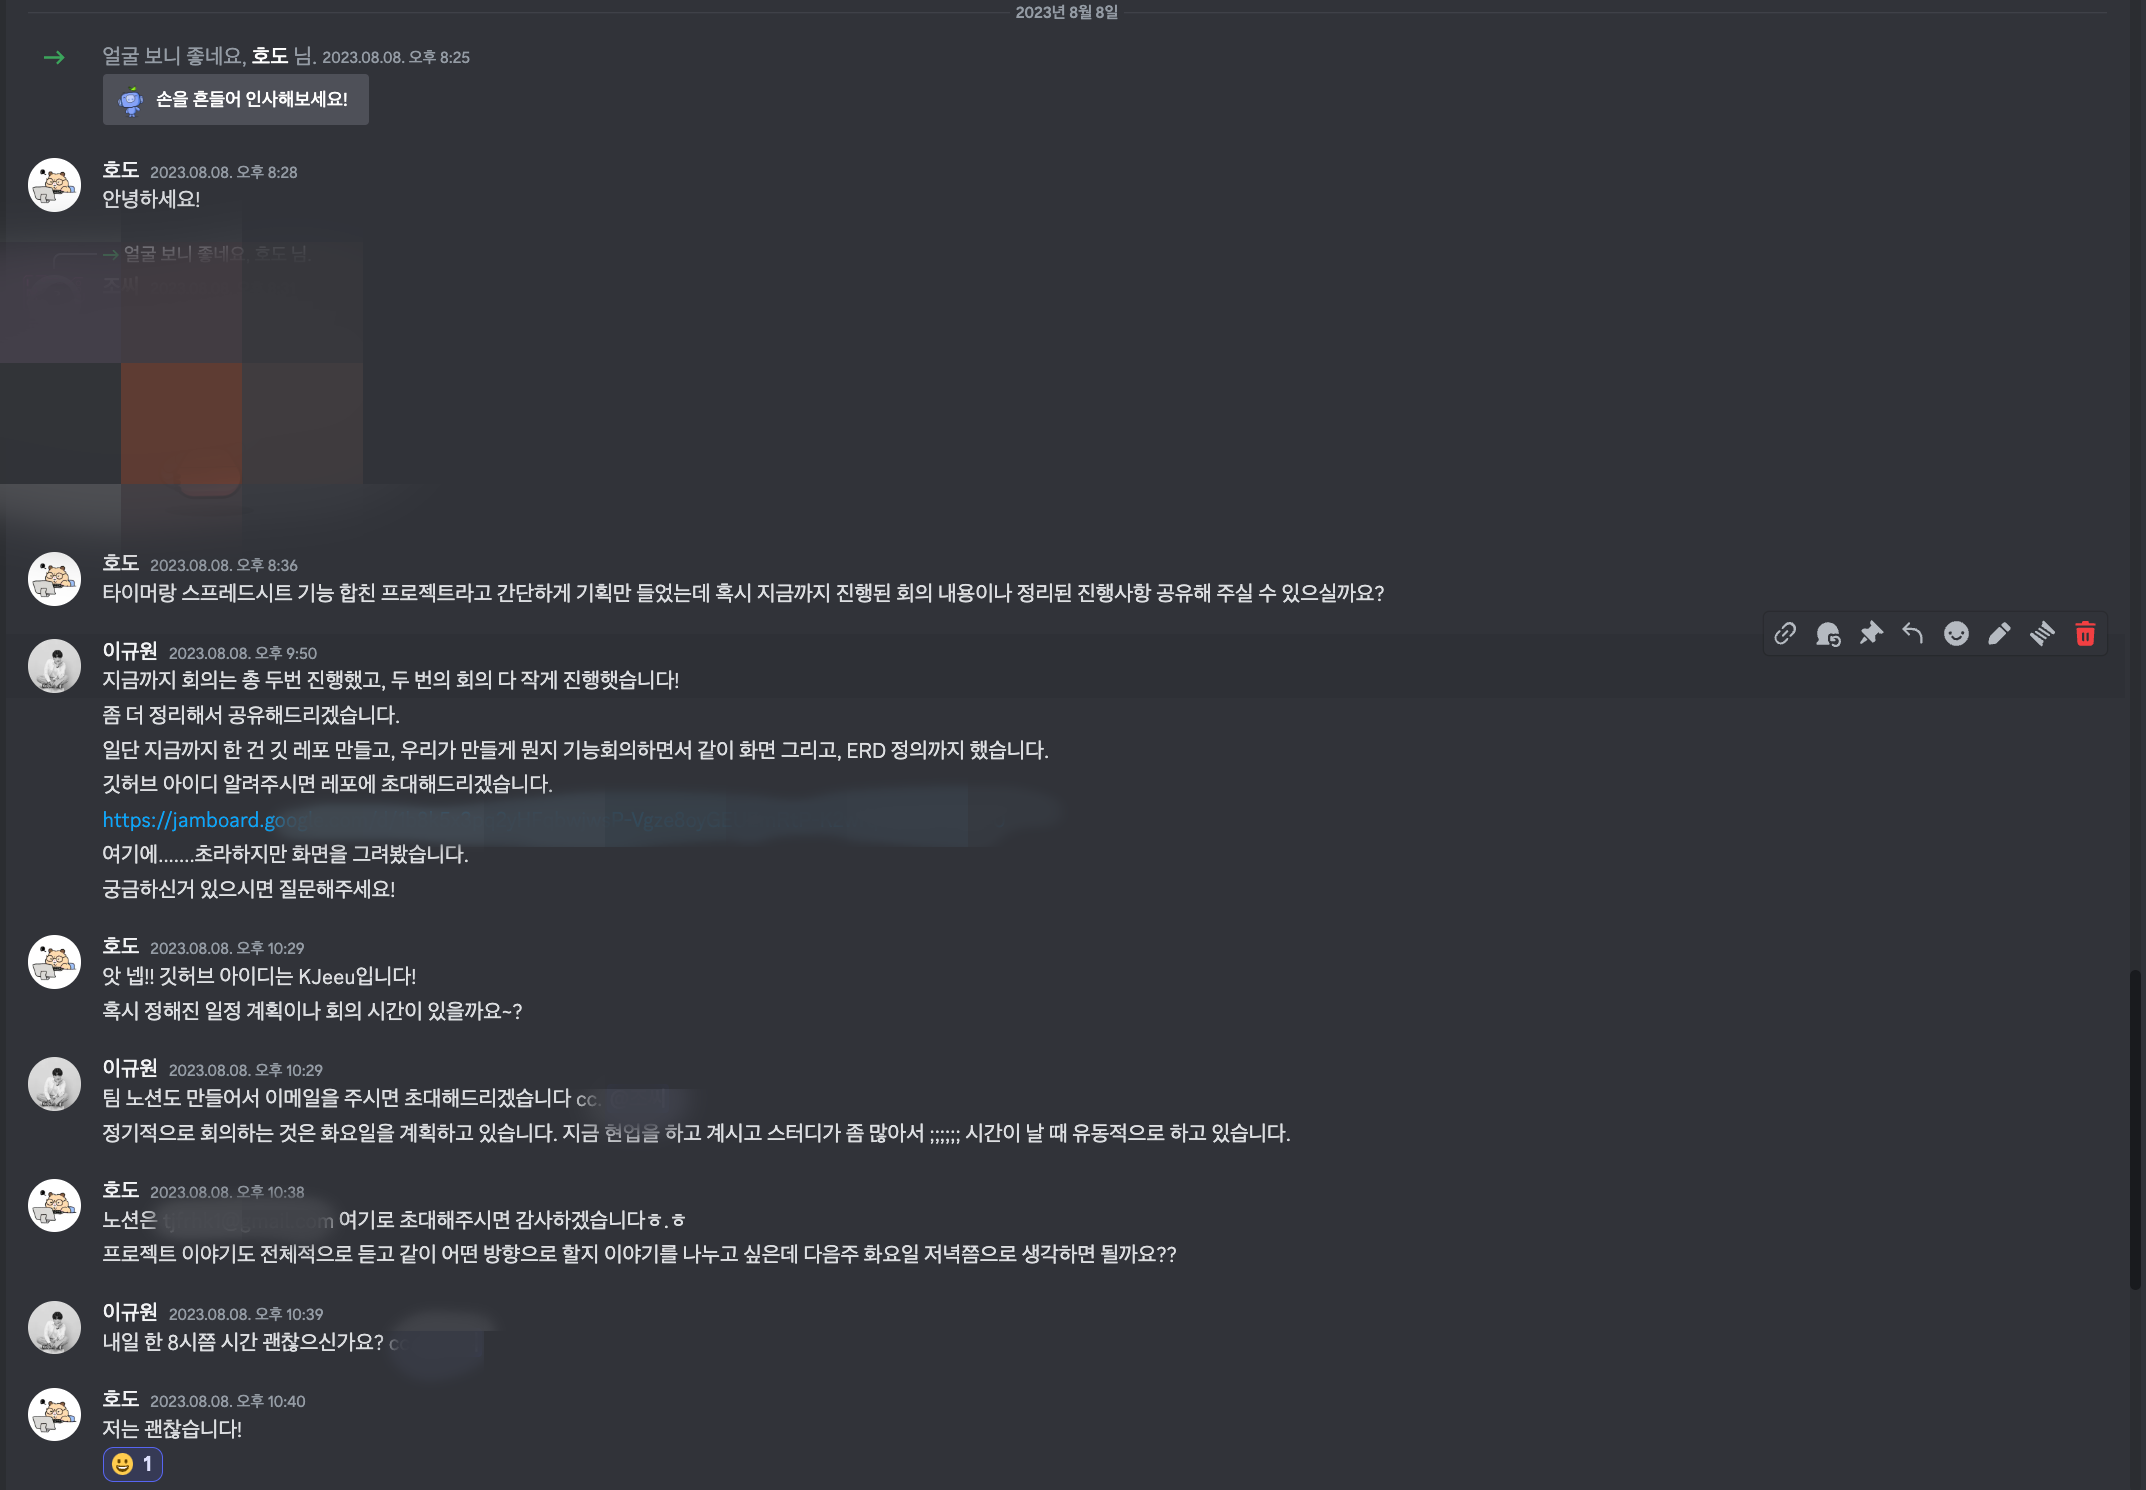 2023년 8월 8일
얼굴 보니 좋네요, 호도 님. 2023.08.08. 오후 8:25
손을 흔들어 인사해보세요!
호도 2023.08.08. 오후 8:28
안녕하세요!
얼굴 보니 좋네요, 호도 님.
조씨
호도 2023.08.08. 오후 8:36
타이머랑 스프레드시트 기능 합친 프로젝트라고 간단하게 기획만 들었는데 혹시 지금까지 진행된 회의 내용이나 정리된 진행사항 공유해 주실 수 있으실까요?
이규원 2023.08.08. 오후 9:50
지금까지 회의는 총 두번 진행했고, 두 번의 회의 다 작게 진행햇습니다!
좀 더 정리해서 공유해드리겠습니다.
일단 지금까지 한 건 깃 레포 만들고, 우리가 만들게 뭔지 기능회의하면서 같이 화면 그리고, ERD 정의까지 했습니다.
깃허브 아이디 알려주시면 레포에 초대해드리겠습니다.
https://jamboard.goog
여기에.......초라하지만 화면을 그려봤습니다.
궁금하신거 있으시면 질문해주세요!
호도 2023.08.08. 오후 10:29
앗 넵!! 깃허브 아이디는 KJeeu입니다!
혹시 정해진 일정 계획이나 회의 시간이 있을까요~?
이규원 2023.08.08. 오후 10:29
팀 노션도 만들어서 이메일을 주시면 초대해드리겠습니다 cc.
정기적으로 회의하는 것은 화요일을 계획하고 있습니다. 지금 현업을 하고 계시고 스터디가 좀 많아서 ;;;;;; 시간이 날 때 유동적으로 하고 있습니다.
호도 2023.08.08. 오후 10:38
노션은 여기로 초대해주시면 감사하겠습니다ㅎ.ㅎ
프로젝트 이야기도 전체적으로 듣고 같이 어떤 방향으로 할지 이야기를 나누고 싶은데 다음주 화요일 저녁쯤으로 생각하면 될까요??
이규원 2023.08.08. 오후 10:39
내일 한 8시쯤 시간 괜찮으신가요?
호도 2023.08.08. 오후 10:40
저는 괜찮습니다!
1